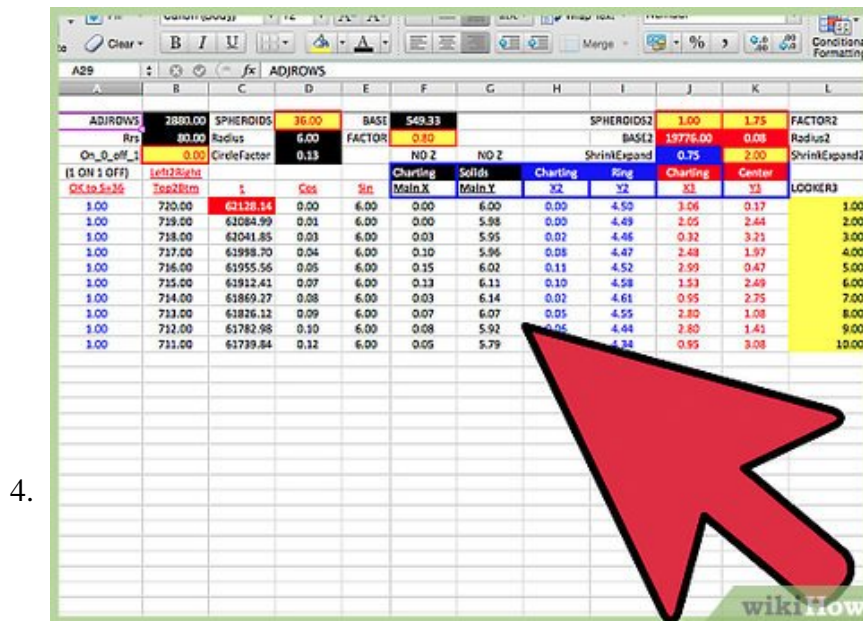 Clear B I U Merge % Conditional Formatting
A29 fx ADJROWS
A B C D E F G H I J K L
ADJROWS 2880.00 SPHEROIDS 36.00 BASE 549.33 SPHEROIDS2 1.00 1.75 FACTOR2
Rrs 80.00 Radius 6.00 FACTOR 0.80 BASE2 19776.00 0.08 Radius2
On_0_off_1 0.00 CircleFactor 0.13 NO Z NO Z ShrinkExpand 0.75 2.00 ShrinkExpand2
(1 ON 1 OFF) Left2Right Charting Solids Charting Ring Charting Center
OK to S=36 Top2Btm t Cos Sin Main X Main Y X2 Y2 X3 Y3 LOOKER3
1.00 720.00 62128.14 0.00 6.00 0.00 6.00 0.00 4.50 3.06 0.17 1.00
1.00 719.00 62084.99 0.01 6.00 0.00 5.98 0.00 4.49 2.05 2.44 2.00
1.00 718.00 62041.85 0.03 6.00 0.03 5.95 0.02 4.46 0.32 3.21 3.00
1.00 717.00 61998.70 0.04 6.00 0.10 5.96 0.08 4.47 2.48 1.97 4.00
1.00 716.00 61955.56 0.05 6.00 0.15 6.02 0.11 4.52 2.99 0.47 5.00
1.00 715.00 61912.41 0.07 6.00 0.13 6.11 0.10 4.58 1.53 2.49 6.00
1.00 714.00 61869.27 0.08 6.00 0.03 6.14 0.02 4.61 0.95 2.75 7.00
1.00 713.00 61826.12 0.09 6.00 0.07 6.07 0.05 4.55 2.80 1.08 8.00
1.00 712.00 61782.98 0.10 6.00 0.08 5.92 4.44 2.80 1.41 9.00
1.00 711.00 61739.84 0.12 6.00 0.05 5.79 4.34 0.95 3.08 10.00
4.
wikiHow